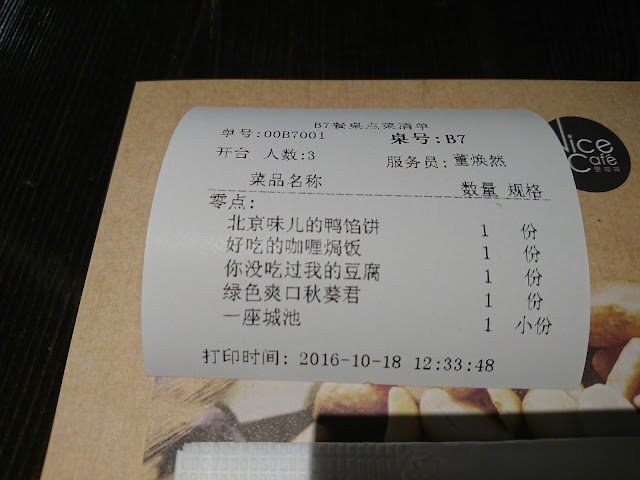 B7餐桌点菜清单
单号:00B7001 桌号:B7
开台 人数:3 服务员:董焕然
菜品名称 数量 规格
零点:
北京味儿的鸭馅饼 1 份
好吃的咖喱焗饭 1 份
你没吃过我的豆腐 1 份
绿色爽口秋葵君 1 份
一座城池 1 小份
打印时间: 2016-10-18 12:33:48
Nice
Café